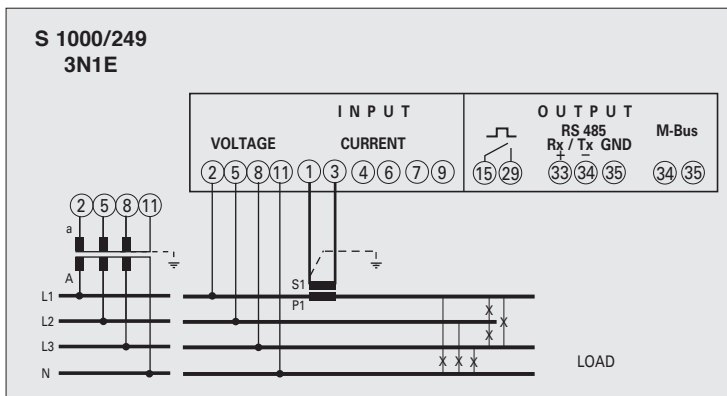 S 1000/249
3N1E
INPUT
OUTPUT
VOLTAGE
CURRENT
RS 485
Rx / Tx GND
+ −
M-Bus
2 5 8 11 1 3 4 6 7 9
15 29 33 34 35 34 35
2 5 8 11
a
A
S1
P1
L1
L2
L3
N
X X
X X X X
LOAD